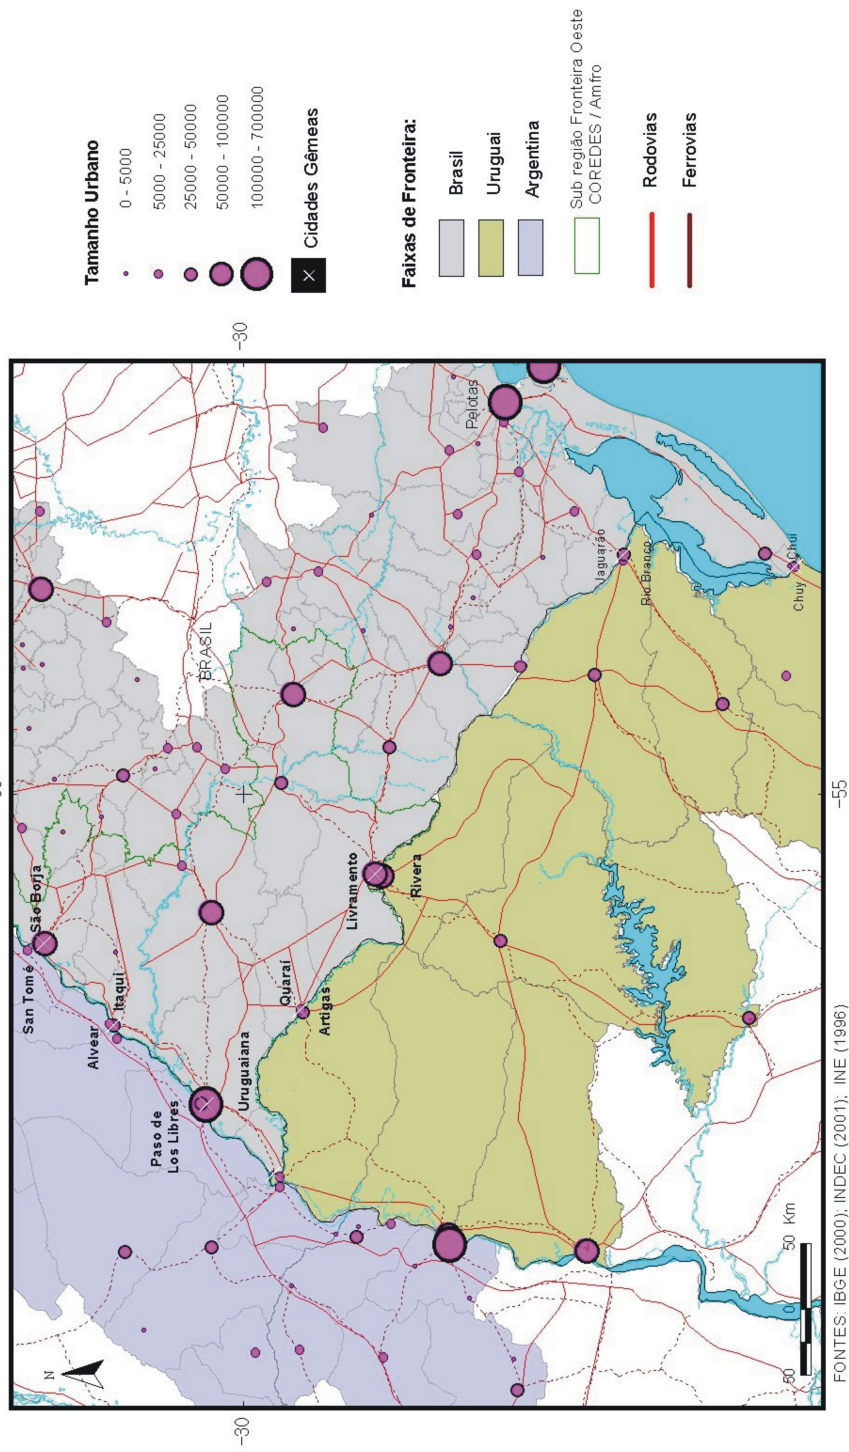 Tamanho Urbano
0 - 5000
5000 - 25000
25000 - 50000
50000 - 100000
100000 - 700000
Cidades Gêmeas
Faixas de Fronteira:
Brasil
Uruguai
Argentina
Sub região Fronteira Oeste
COREDES / Amfro
Rodovias
Ferrovias
-30
-30
-55
N
BRASIL
San Tomé
São Borja
Alvear
Itaqui
Paso de
Los Libres
Uruguaiana
Quaraí
Artigas
Livramento
Rivera
Pelotas
Jaguarão
Rio Branco
Chuy
Chuí
50
0
50
Km
FONTES: IBGE (2000); INDEC (2001); INE (1996)